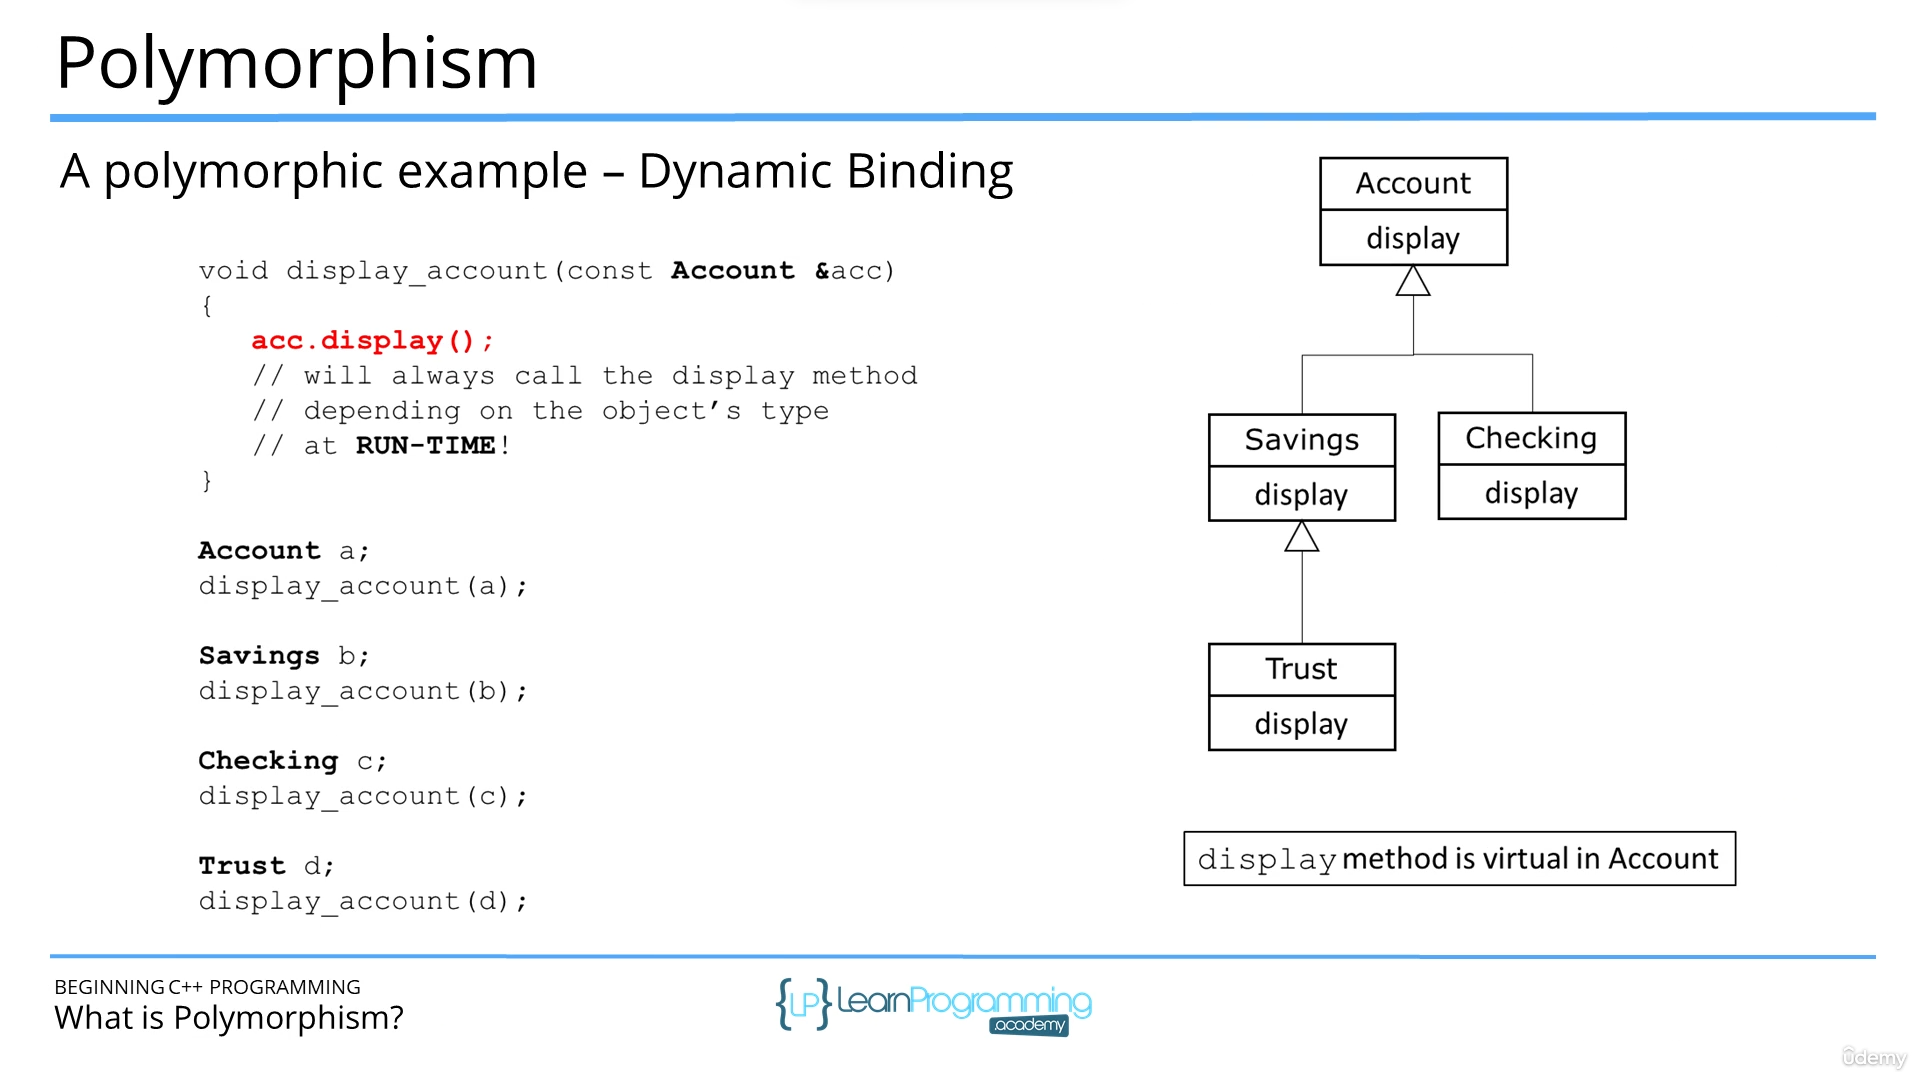 Polymorphism
A polymorphic example – Dynamic Binding
void display_account(const Account &acc)
{
acc.display();
// will always call the display method
// depending on the object’s type
// at RUN-TIME!
}
Account a;
display_account(a);
Savings b;
display_account(b);
Checking c;
display_account(c);
Trust d;
display_account(d);
Account
display
Savings
display
Checking
display
Trust
display
display method is virtual in Account
BEGINNING C++ PROGRAMMING
What is Polymorphism?
{LP} LearnProgramming
academy
ûdemy